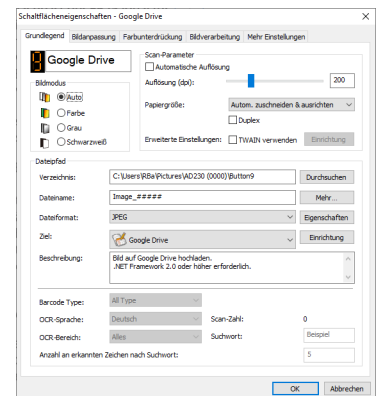 Schaltflächeneigenschaften - Google Drive
Grundlegend Bildanpassung Farbunterdrückung Bildverarbeitung Mehr Einstellungen
9 Google Drive
Scan-Parameter
Automatische Auflösung
Auflösung (dpi): 200
Bildmodus
Auto
Farbe
Grau
Schwarzweiß
Papiergröße: Autom. zuschneiden & ausrichten
Duplex
Erweiterte Einstellungen: TWAIN verwenden Einrichtung
Dateipfad
Verzeichnis: C:\Users\RBa\Pictures\AD230 (0000)\Button9 Durchsuchen
Dateiname: Image_##### Mehr...
Dateiformat: JPEG Eigenschaften
Ziel: Google Drive Einrichtung
Beschreibung: Bild auf Google Drive hochladen.
.NET Framework 2.0 oder höher erforderlich.
Barcode Type: All Type
OCR-Sprache: Deutsch Scan-Zahl: 0
OCR-Bereich: Alles Suchwort: Beispiel
Anzahl an erkannten Zeichen nach Suchwort: 5
OK Abbrechen